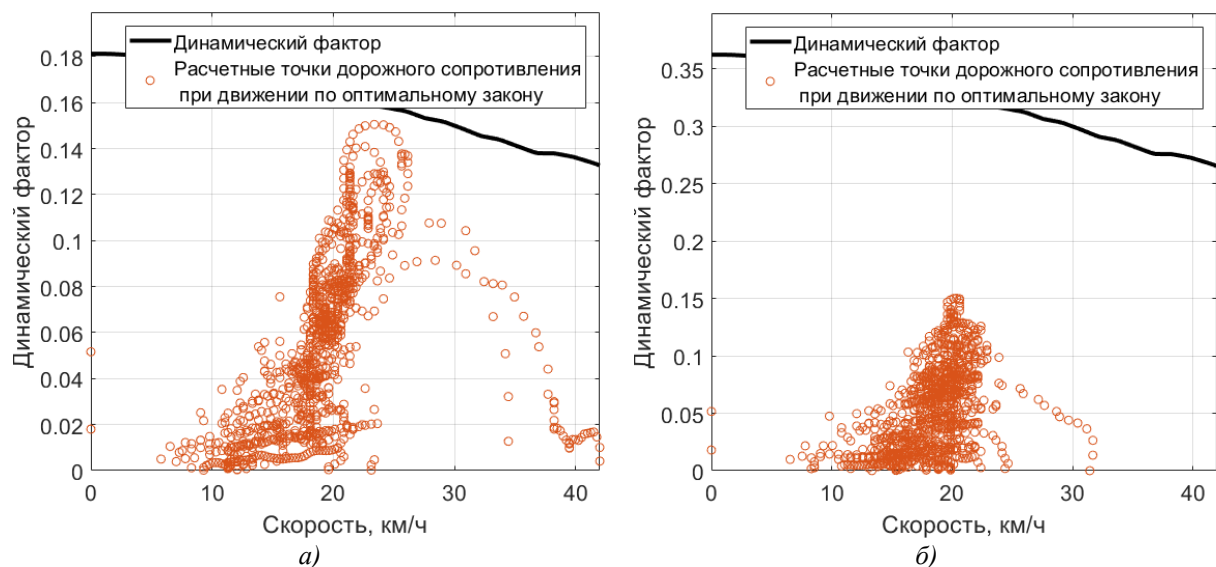 Динамический фактор
Расчетные точки дорожного сопротивления
при движении по оптимальному закону
0.18
0.16
0.14
0.12
0.1
0.08
0.06
0.04
0.02
0
Динамический фактор
0
10
20
30
40
Скорость, км/ч
а)
Динамический фактор
Расчетные точки дорожного сопротивления
при движении по оптимальному закону
0.35
0.3
0.25
0.2
0.15
0.1
0.05
0
Динамический фактор
0
10
20
30
40
Скорость, км/ч
б)